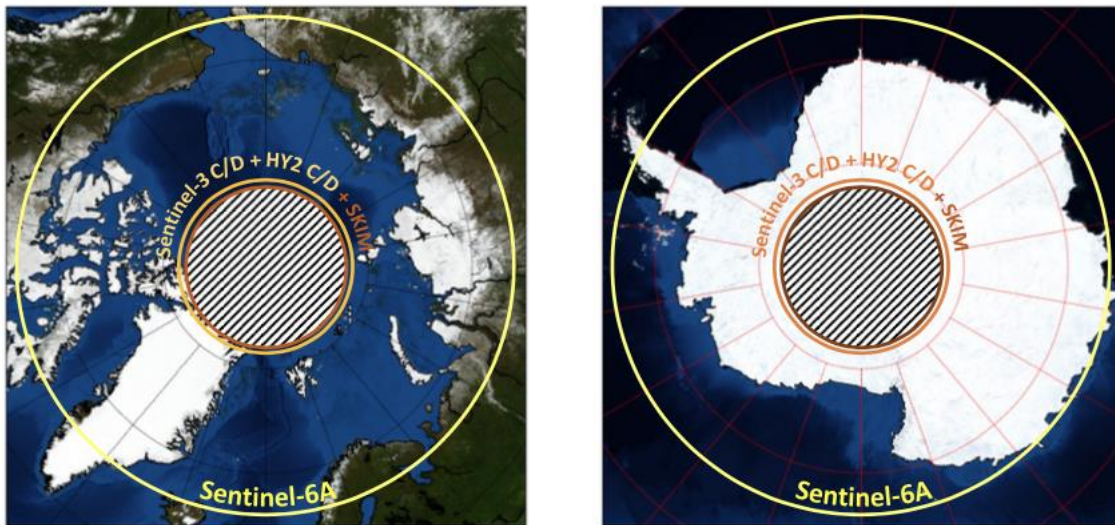 Sentinel-3 C/D + HY2 C/D + SKIM
Sentinel-6A
Sentinel-3 C/D + HY2 C/D + SKIM
Sentinel-6A